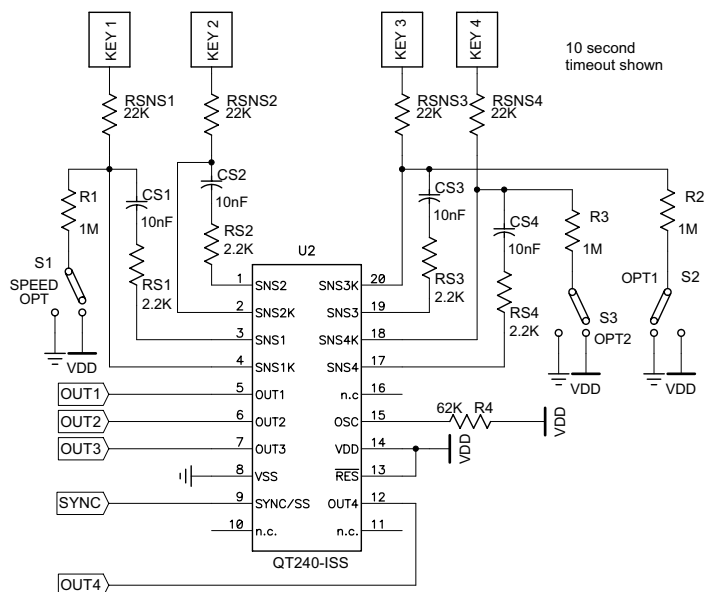 KEY 1
KEY 2
KEY 3
KEY 4
10 second
timeout shown
RSNS1
22K
RSNS2
22K
RSNS3
22K
RSNS4
22K
R1
1M
CS1
10nF
CS2
10nF
CS3
10nF
CS4
10nF
R3
1M
R2
1M
RS1
2.2K
RS2
2.2K
RS3
2.2K
RS4
2.2K
S1
SPEED
OPT
VDD
S3
OPT2
VDD
OPT1
S2
VDD
U2
1 SNS2
2 SNS2K
3 SNS1
4 SNS1K
5 OUT1
6 OUT2
7 OUT3
8 VSS
9 SYNC/SS
10 n.c.
SNS3K 20
SNS3 19
SNS4K 18
SNS4 17
n.c 16
OSC 15
VDD 14
RES 13
OUT4 12
n.c. 11
QT240-ISS
OUT1
OUT2
OUT3
SYNC
OUT4
62K R4
VDD
VDD